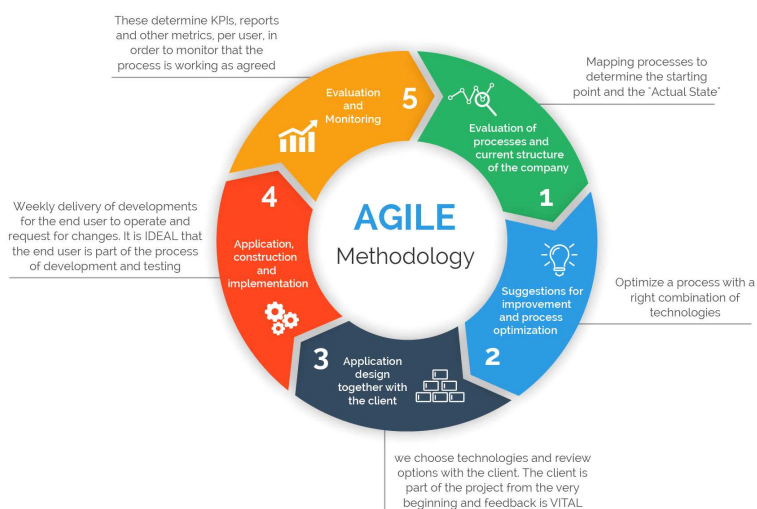 These determine KPIs, reports
and other metrics, per user, in
order to monitor that the
process is working as agreed
Mapping processes to
determine the starting
point and the "Actual State"
Evaluation
and
Monitoring
5
Evaluation of
processes and
current structure
of the company
1
AGILE
Methodology
4
Application,
construction
and
implementation
Weekly delivery of developments
for the end user to operate and
request for changes. It is IDEAL that
the end user is part of the process
of development and testing
Suggestions for
improvement
and process
optimization
2
Optimize a process with a
right combination of
technologies
3
Application
design
together with
the client
we choose technologies and review
options with the client. The client is
part of the project from the very
beginning and feedback is VITAL